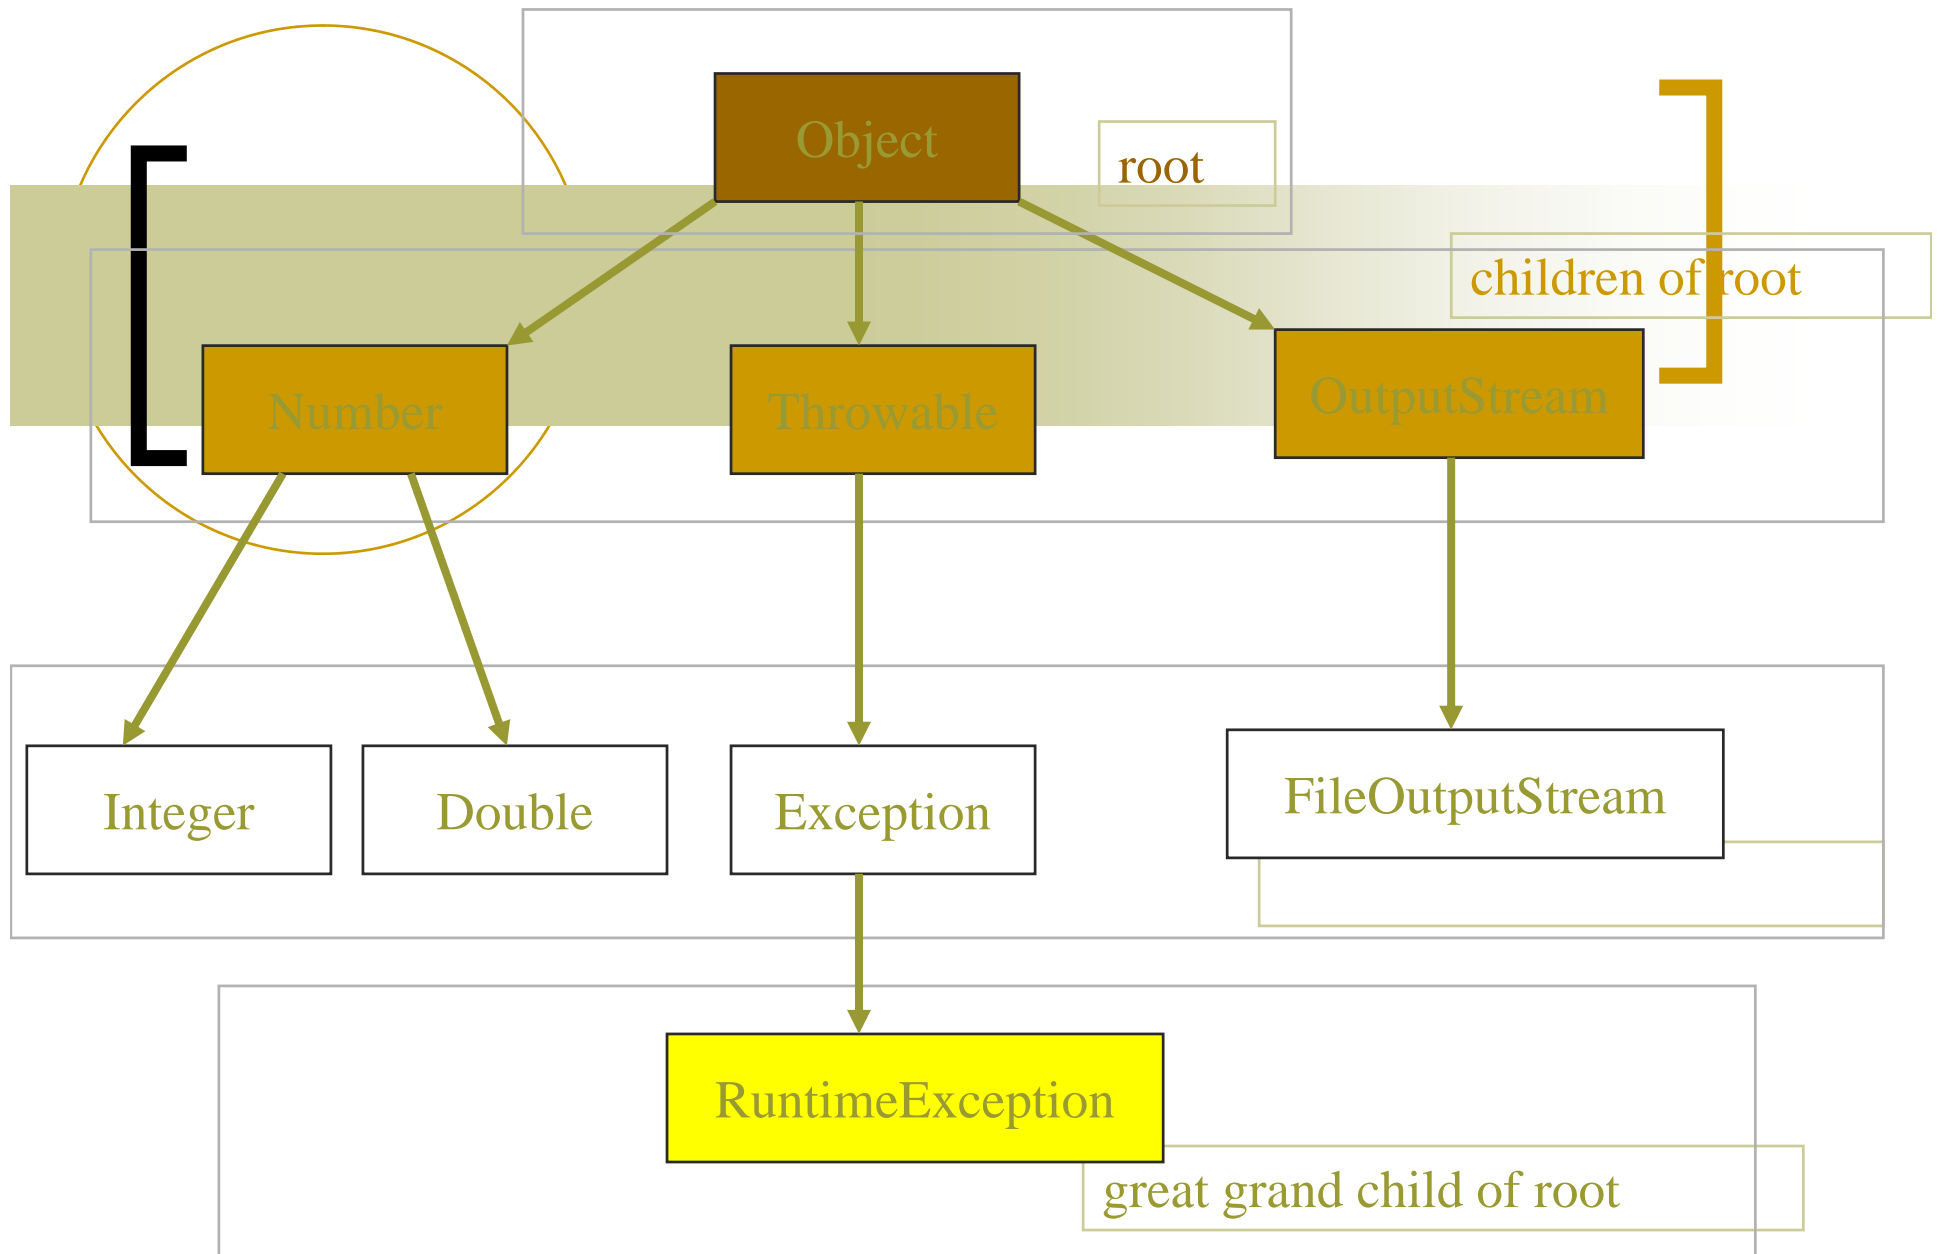 Object
root
children of root
Number
Throwable
OutputStream
Integer
Double
Exception
FileOutputStream
RuntimeException
great grand child of root